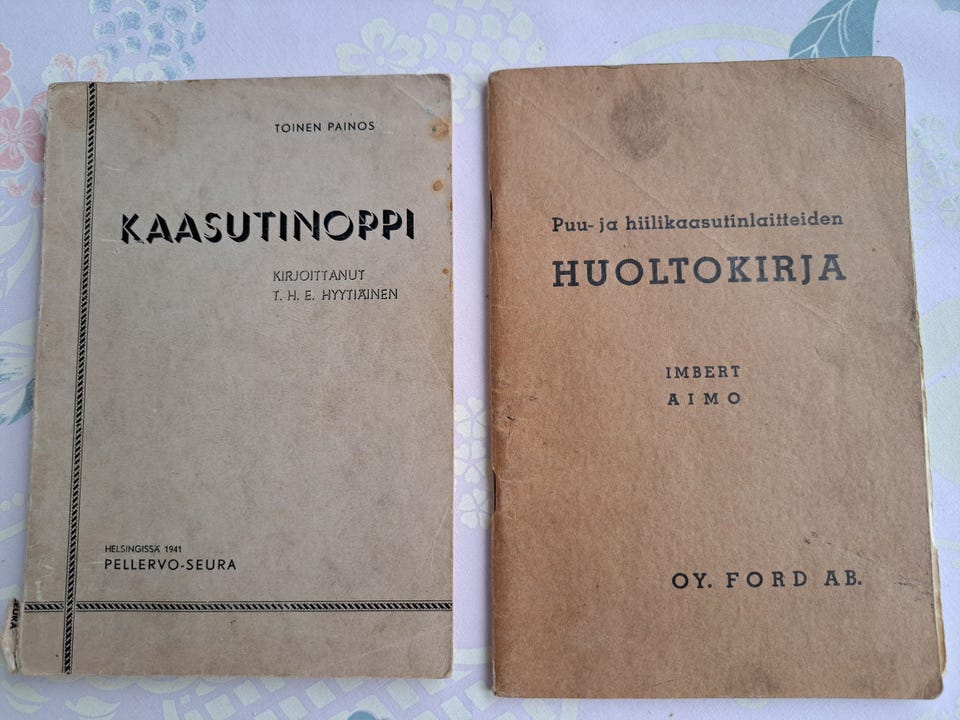 TOINEN PAINOS
KAASUTINOPPI
KIRJOITTANUT
T. H. E. HYYTIÄINEN
HELSINGISSÄ 1941
PELLERVO-SEURA
Puu- ja hiilikaasutinlaitteiden
HUOLTOKIRJA
IMBERT
AIMO
OY. FORD AB.